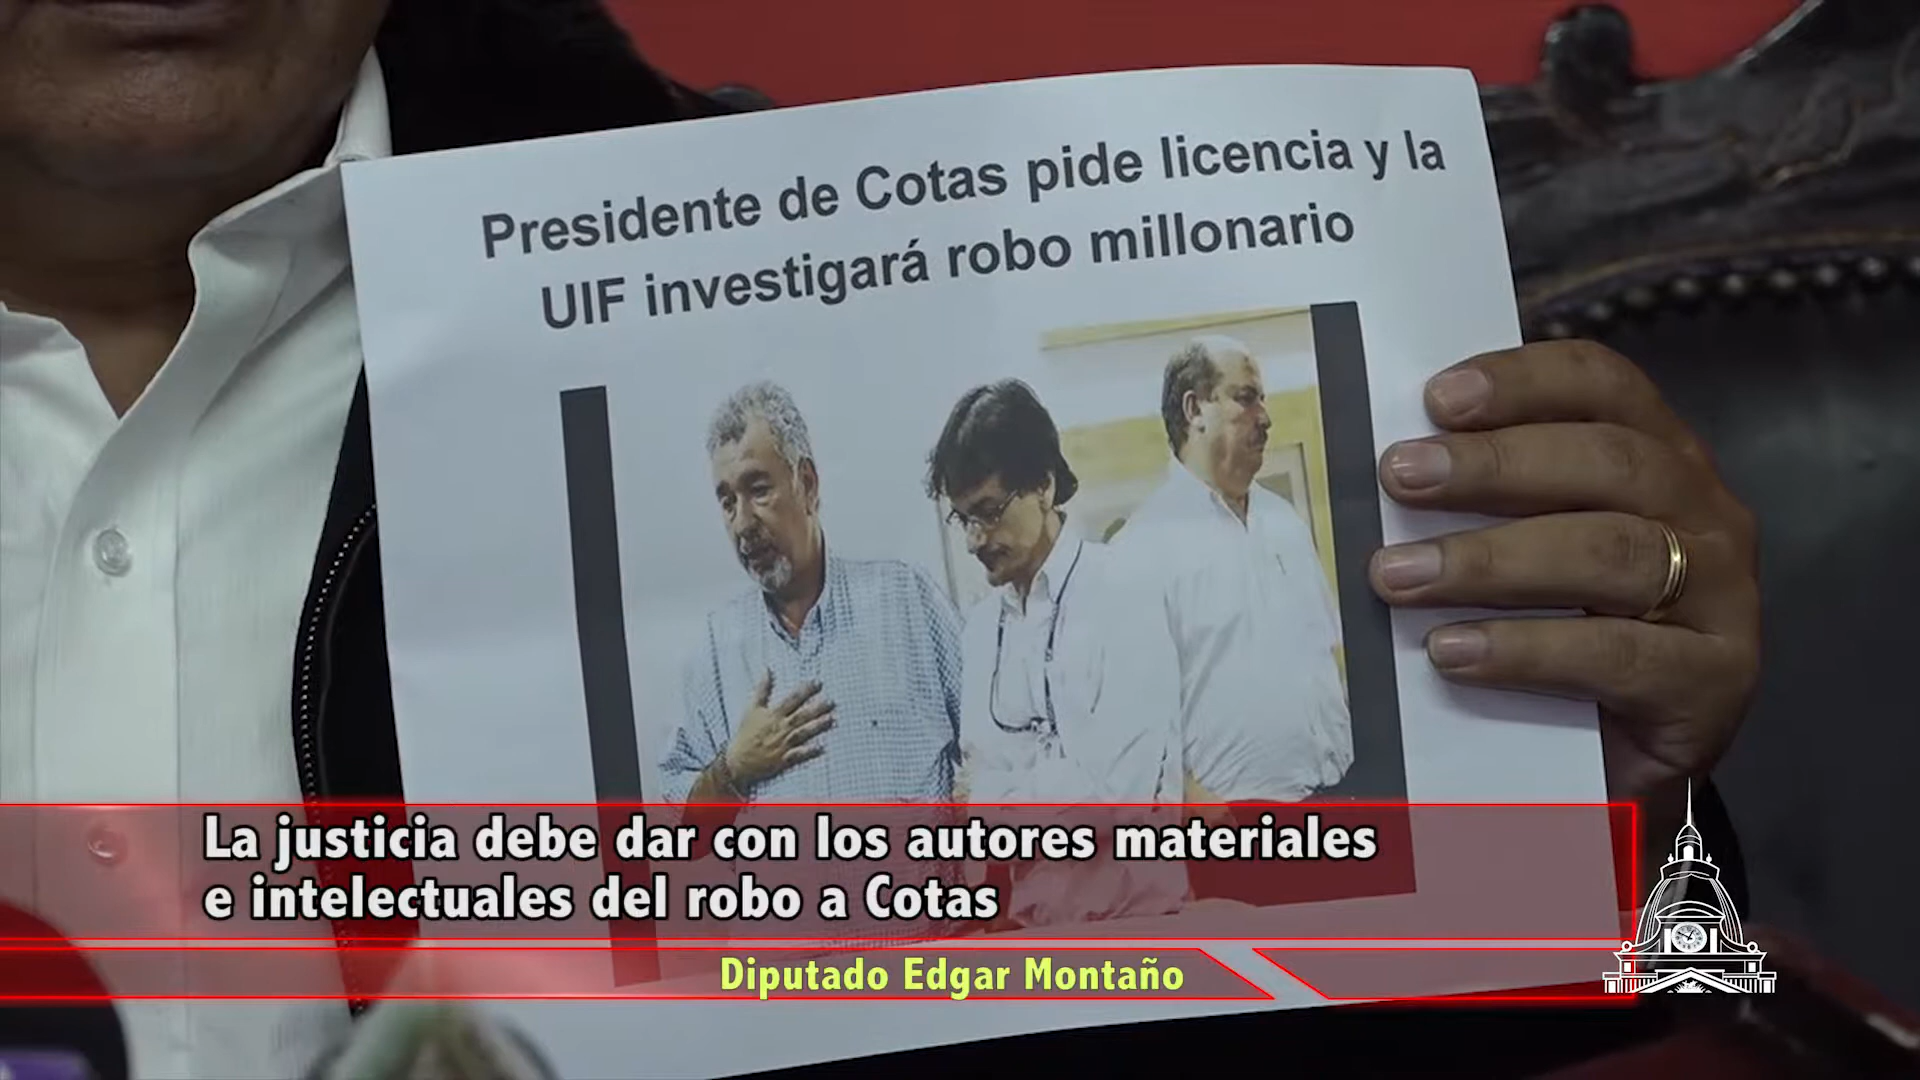 Presidente de Cotas pide licencia y la
UIF investigará robo millonario
La justicia debe dar con los autores materiales
e intelectuales del robo a Cotas
Diputado Edgar Montaño